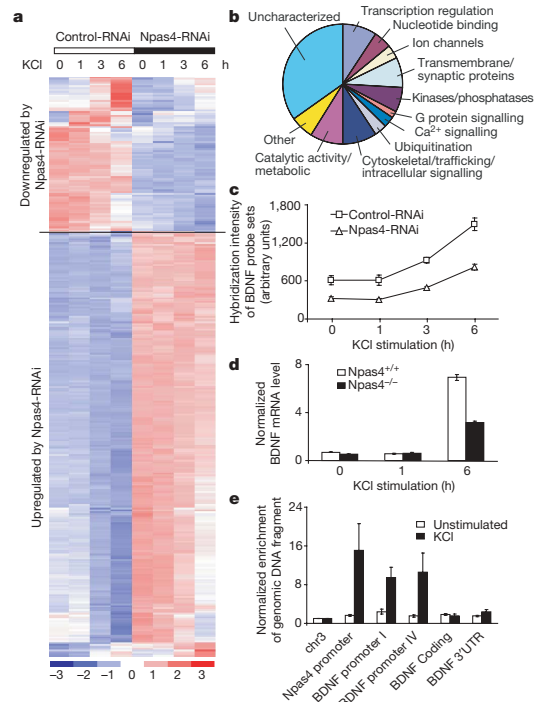 a
Control-RNAi Npas4-RNAi
KCl 0 1 3 6 0 1 3 6 h
Downregulated by
Npas4-RNAi
Upregulated by Npas4-RNAi
−3 −2 −1 0 1 2 3
b
Uncharacterized
Transcription regulation
Nucleotide binding
Ion channels
Transmembrane/
synaptic proteins
Kinases/phosphatases
G protein signalling
Ca2+ signalling
Ubiquitination
Cytoskeletal/trafficking/
intracellular signalling
Catalytic activity/
metabolic
Other
c
Hybridization intensity
of BDNF probe sets
(arbitrary units)
1,800
1,200
600
0
Control-RNAi
Npas4-RNAi
0 1 3 6
KCl stimulation (h)
d
Normalized
BDNF mRNA level
8
4
0
Npas4+/+
Npas4−/−
0 1 6
KCl stimulation (h)
e
Normalized enrichment
of genomic DNA fragment
24
16
8
0
Unstimulated
KCl
chr3
Npas4 promoter
BDNF promoter I
BDNF promoter IV
BDNF Coding
BDNF 3'UTR